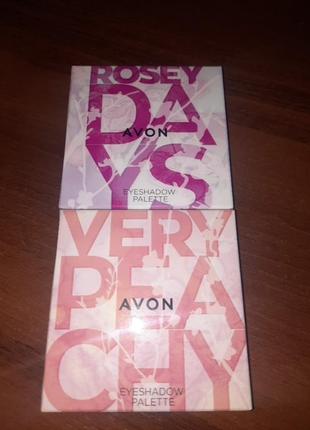 ROSEY
DA
AVON
YS
EYESHADOW
PALETTE
VERY
PEA
AVON
CHY
EYESHADOW
PALETTE